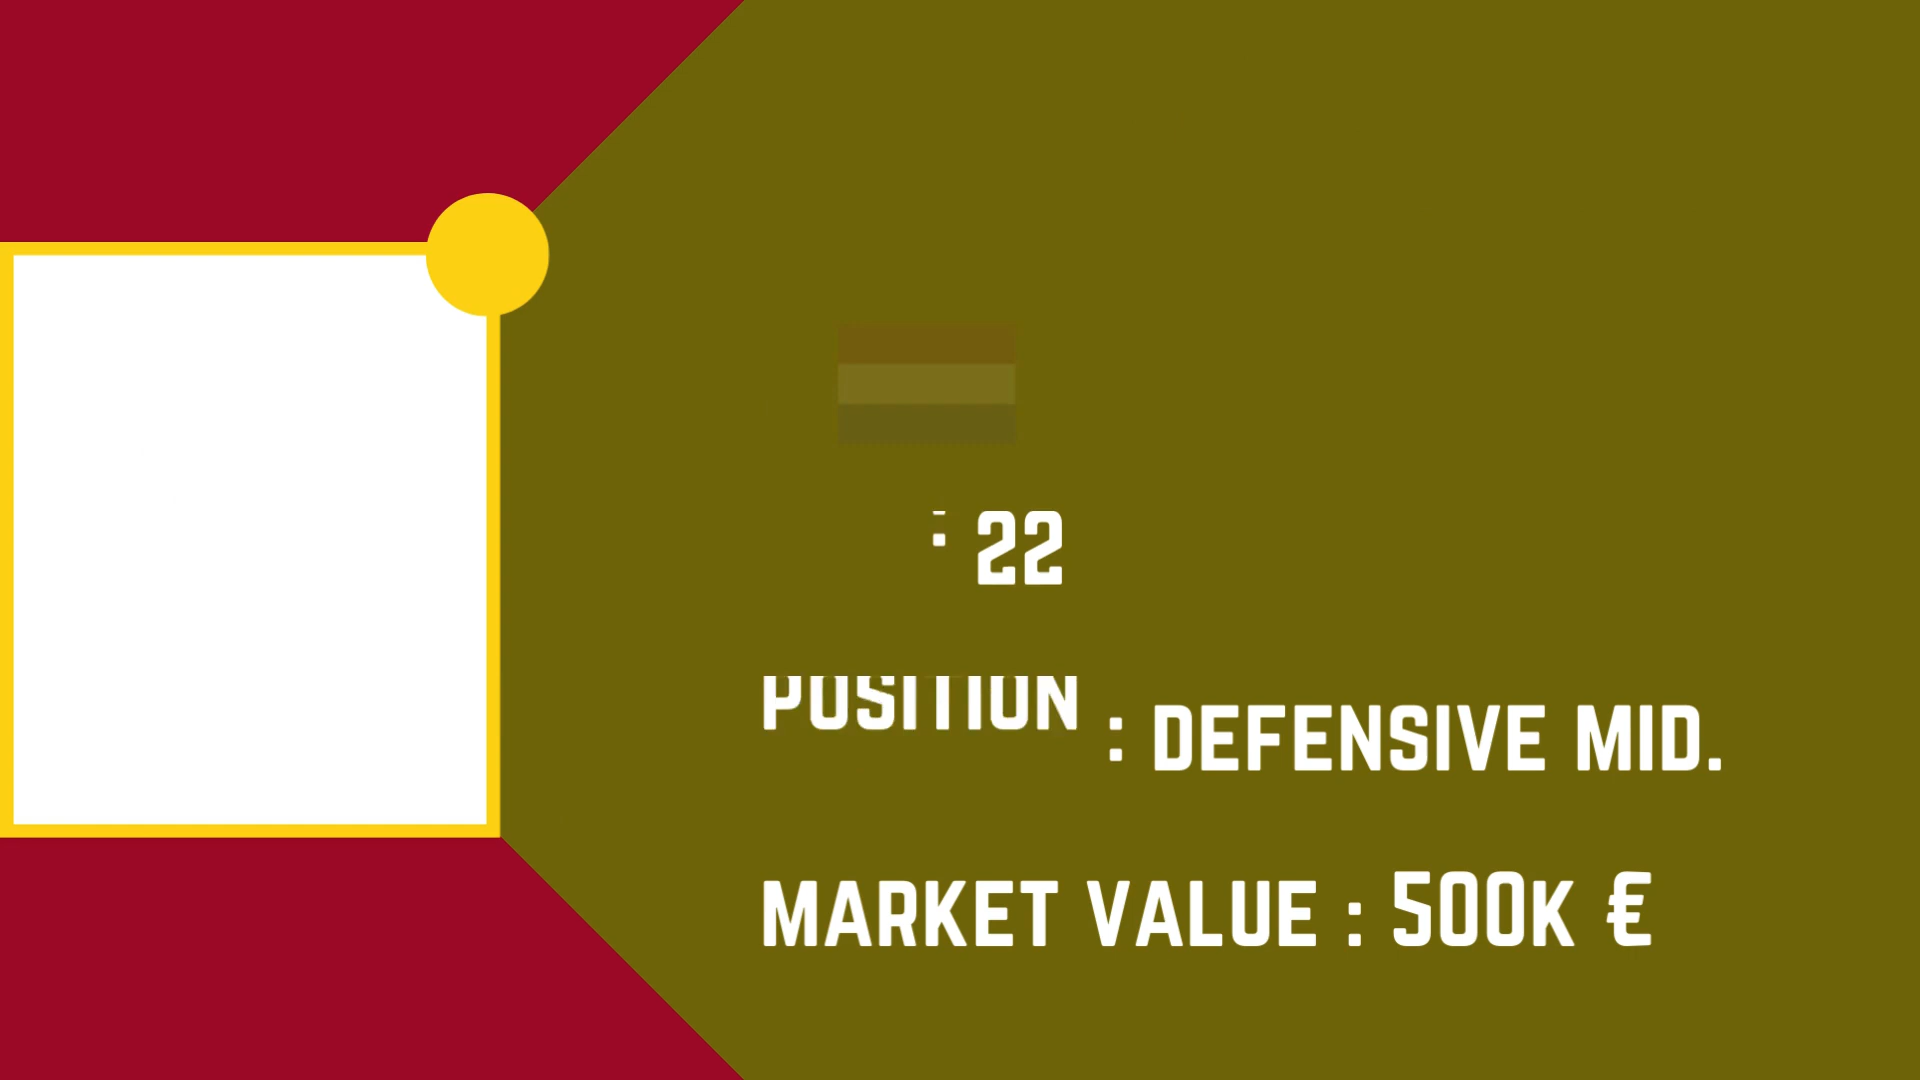 : 22
POSITION : DEFENSIVE MID.
MARKET VALUE : 500K €